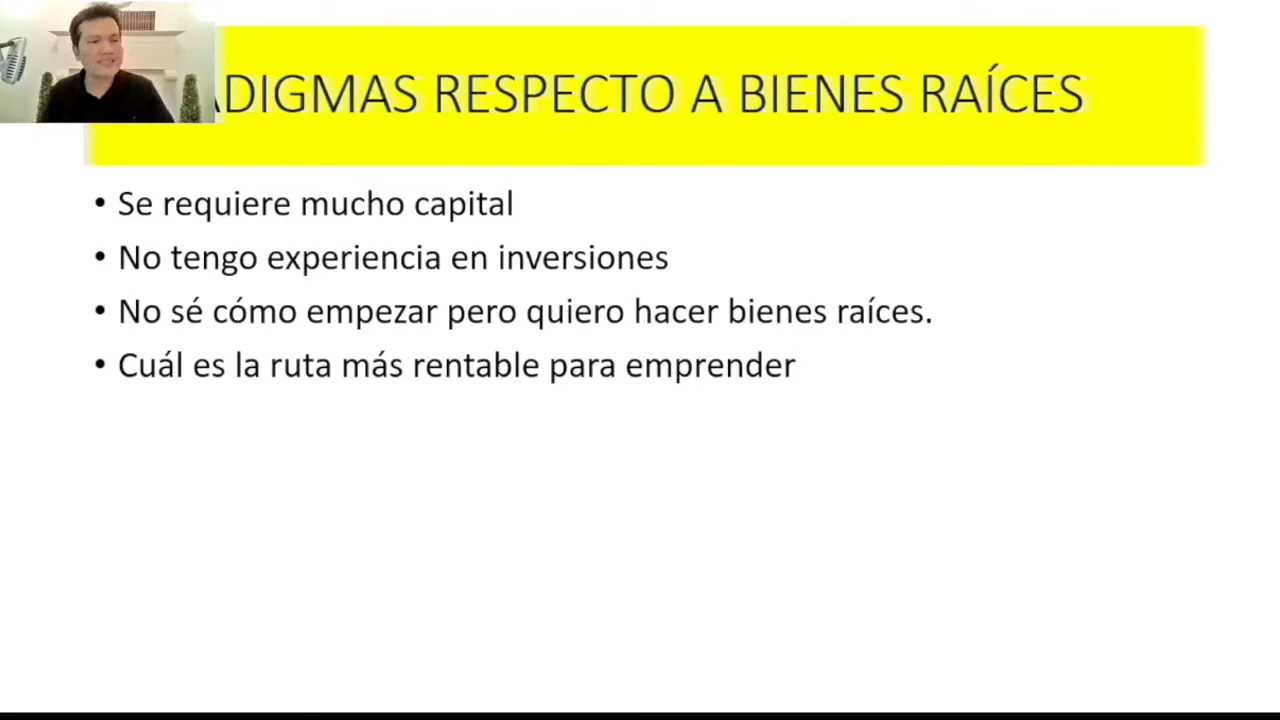 ADIGMAS RESPECTO A BIENES RAÍCES
• Se requiere mucho capital
• No tengo experiencia en inversiones
• No sé cómo empezar pero quiero hacer bienes raíces.
• Cuál es la ruta más rentable para emprender